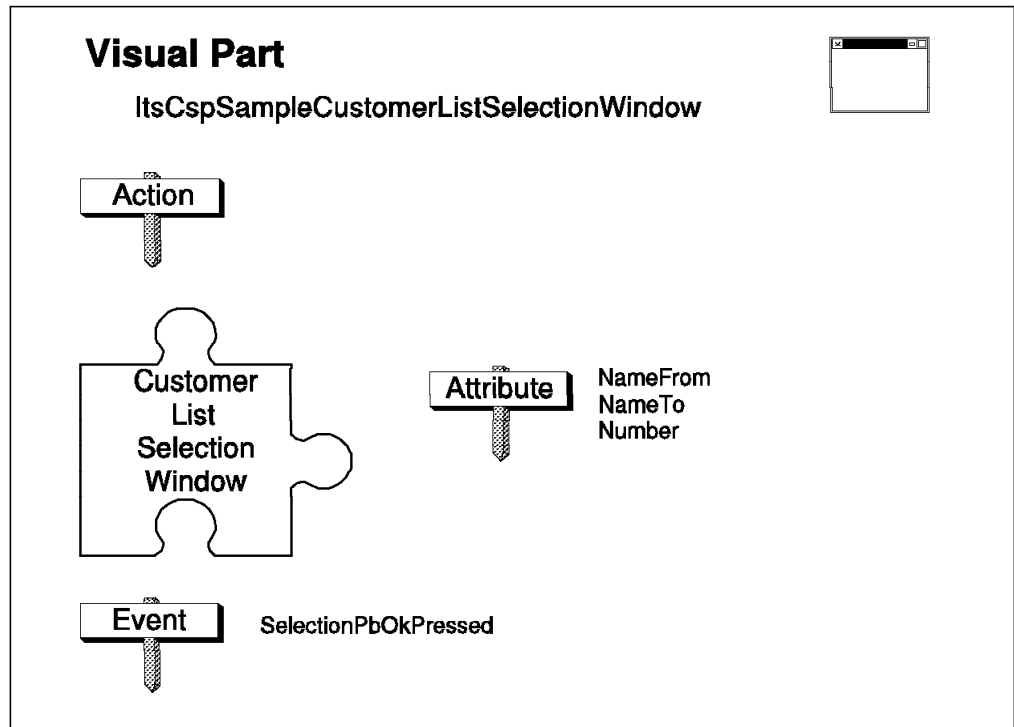 Visual Part
ItsCspSampleCustomerListSelectionWindow
Action
Customer
List
Selection
Window
Attribute
NameFrom
NameTo
Number
Event
SelectionPbOkPressed